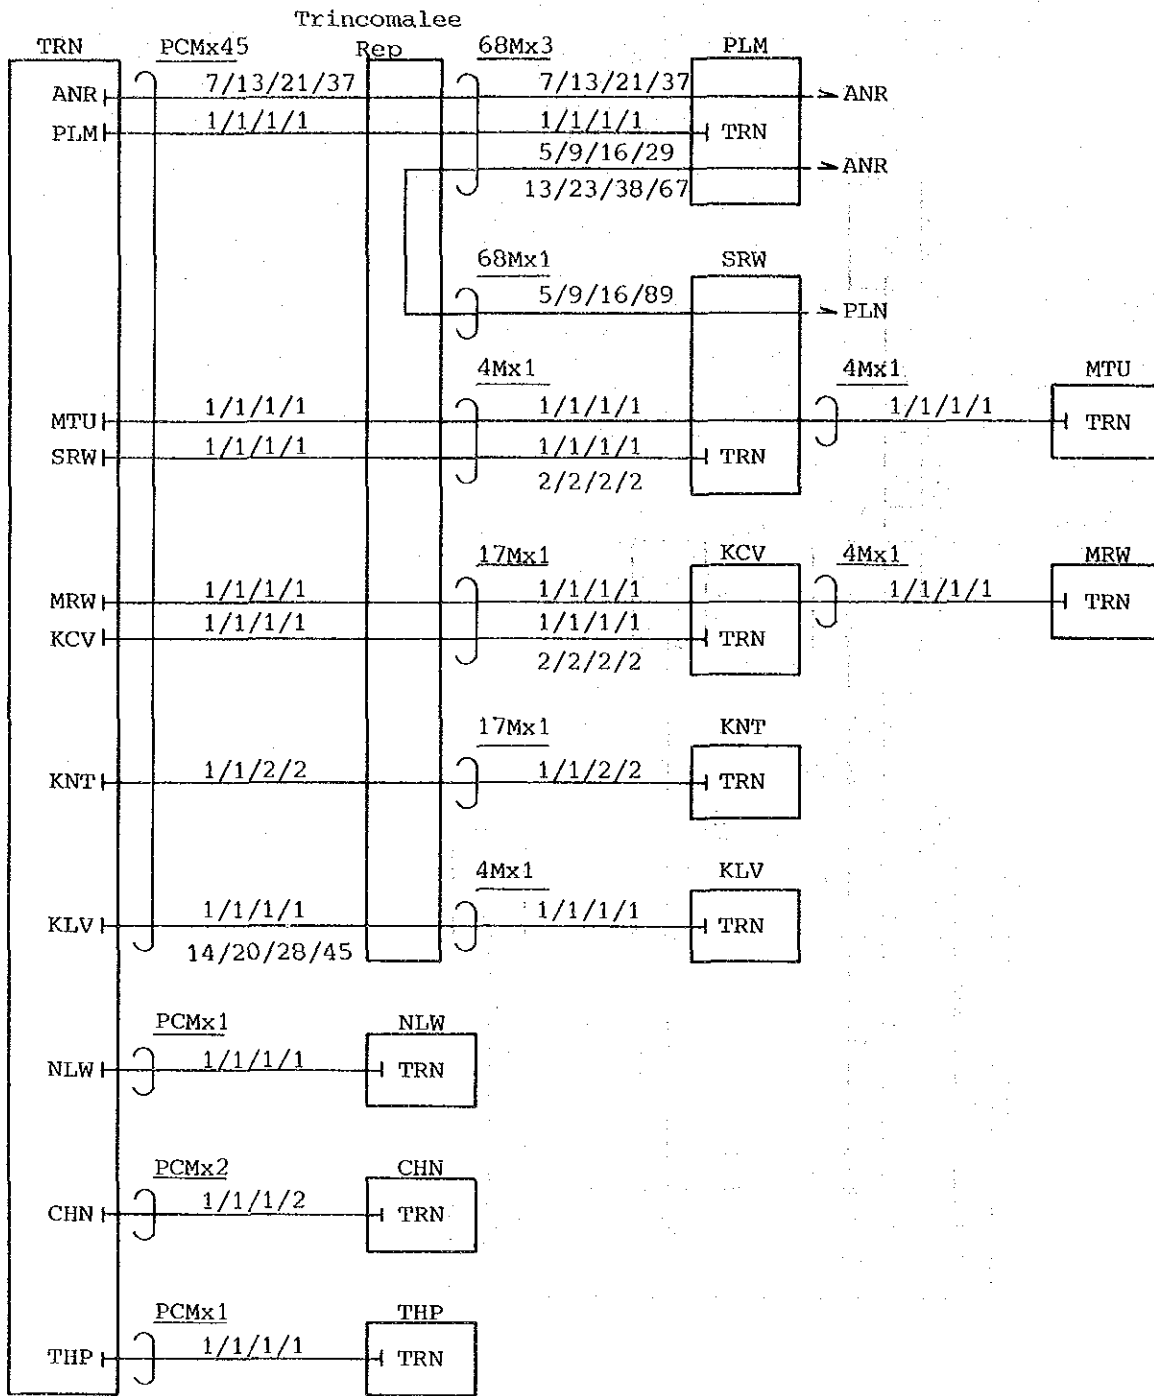 Trincomalee
TRN PCMx45 Rep 68Mx3 PLM
ANR 7/13/21/37 7/13/21/37 ANR
PLM 1/1/1/1 1/1/1/1 TRN
5/9/16/29 ANR
13/23/38/67
68Mx1 SRW
5/9/16/89 PLN
4Mx1 4Mx1 MTU
MTU 1/1/1/1 1/1/1/1 1/1/1/1 TRN
SRW 1/1/1/1 1/1/1/1 TRN
2/2/2/2
17Mx1 KCV 4Mx1 MRW
MRW 1/1/1/1 1/1/1/1 1/1/1/1 TRN
KCV 1/1/1/1 1/1/1/1 TRN
2/2/2/2
17Mx1 KNT
KNT 1/1/2/2 1/1/2/2 TRN
4Mx1 KLV
KLV 1/1/1/1 1/1/1/1 TRN
14/20/28/45
PCMx1 NLW
NLW 1/1/1/1 TRN
PCMx2 CHN
CHN 1/1/1/2 TRN
PCMx1 THP
THP 1/1/1/1 TRN